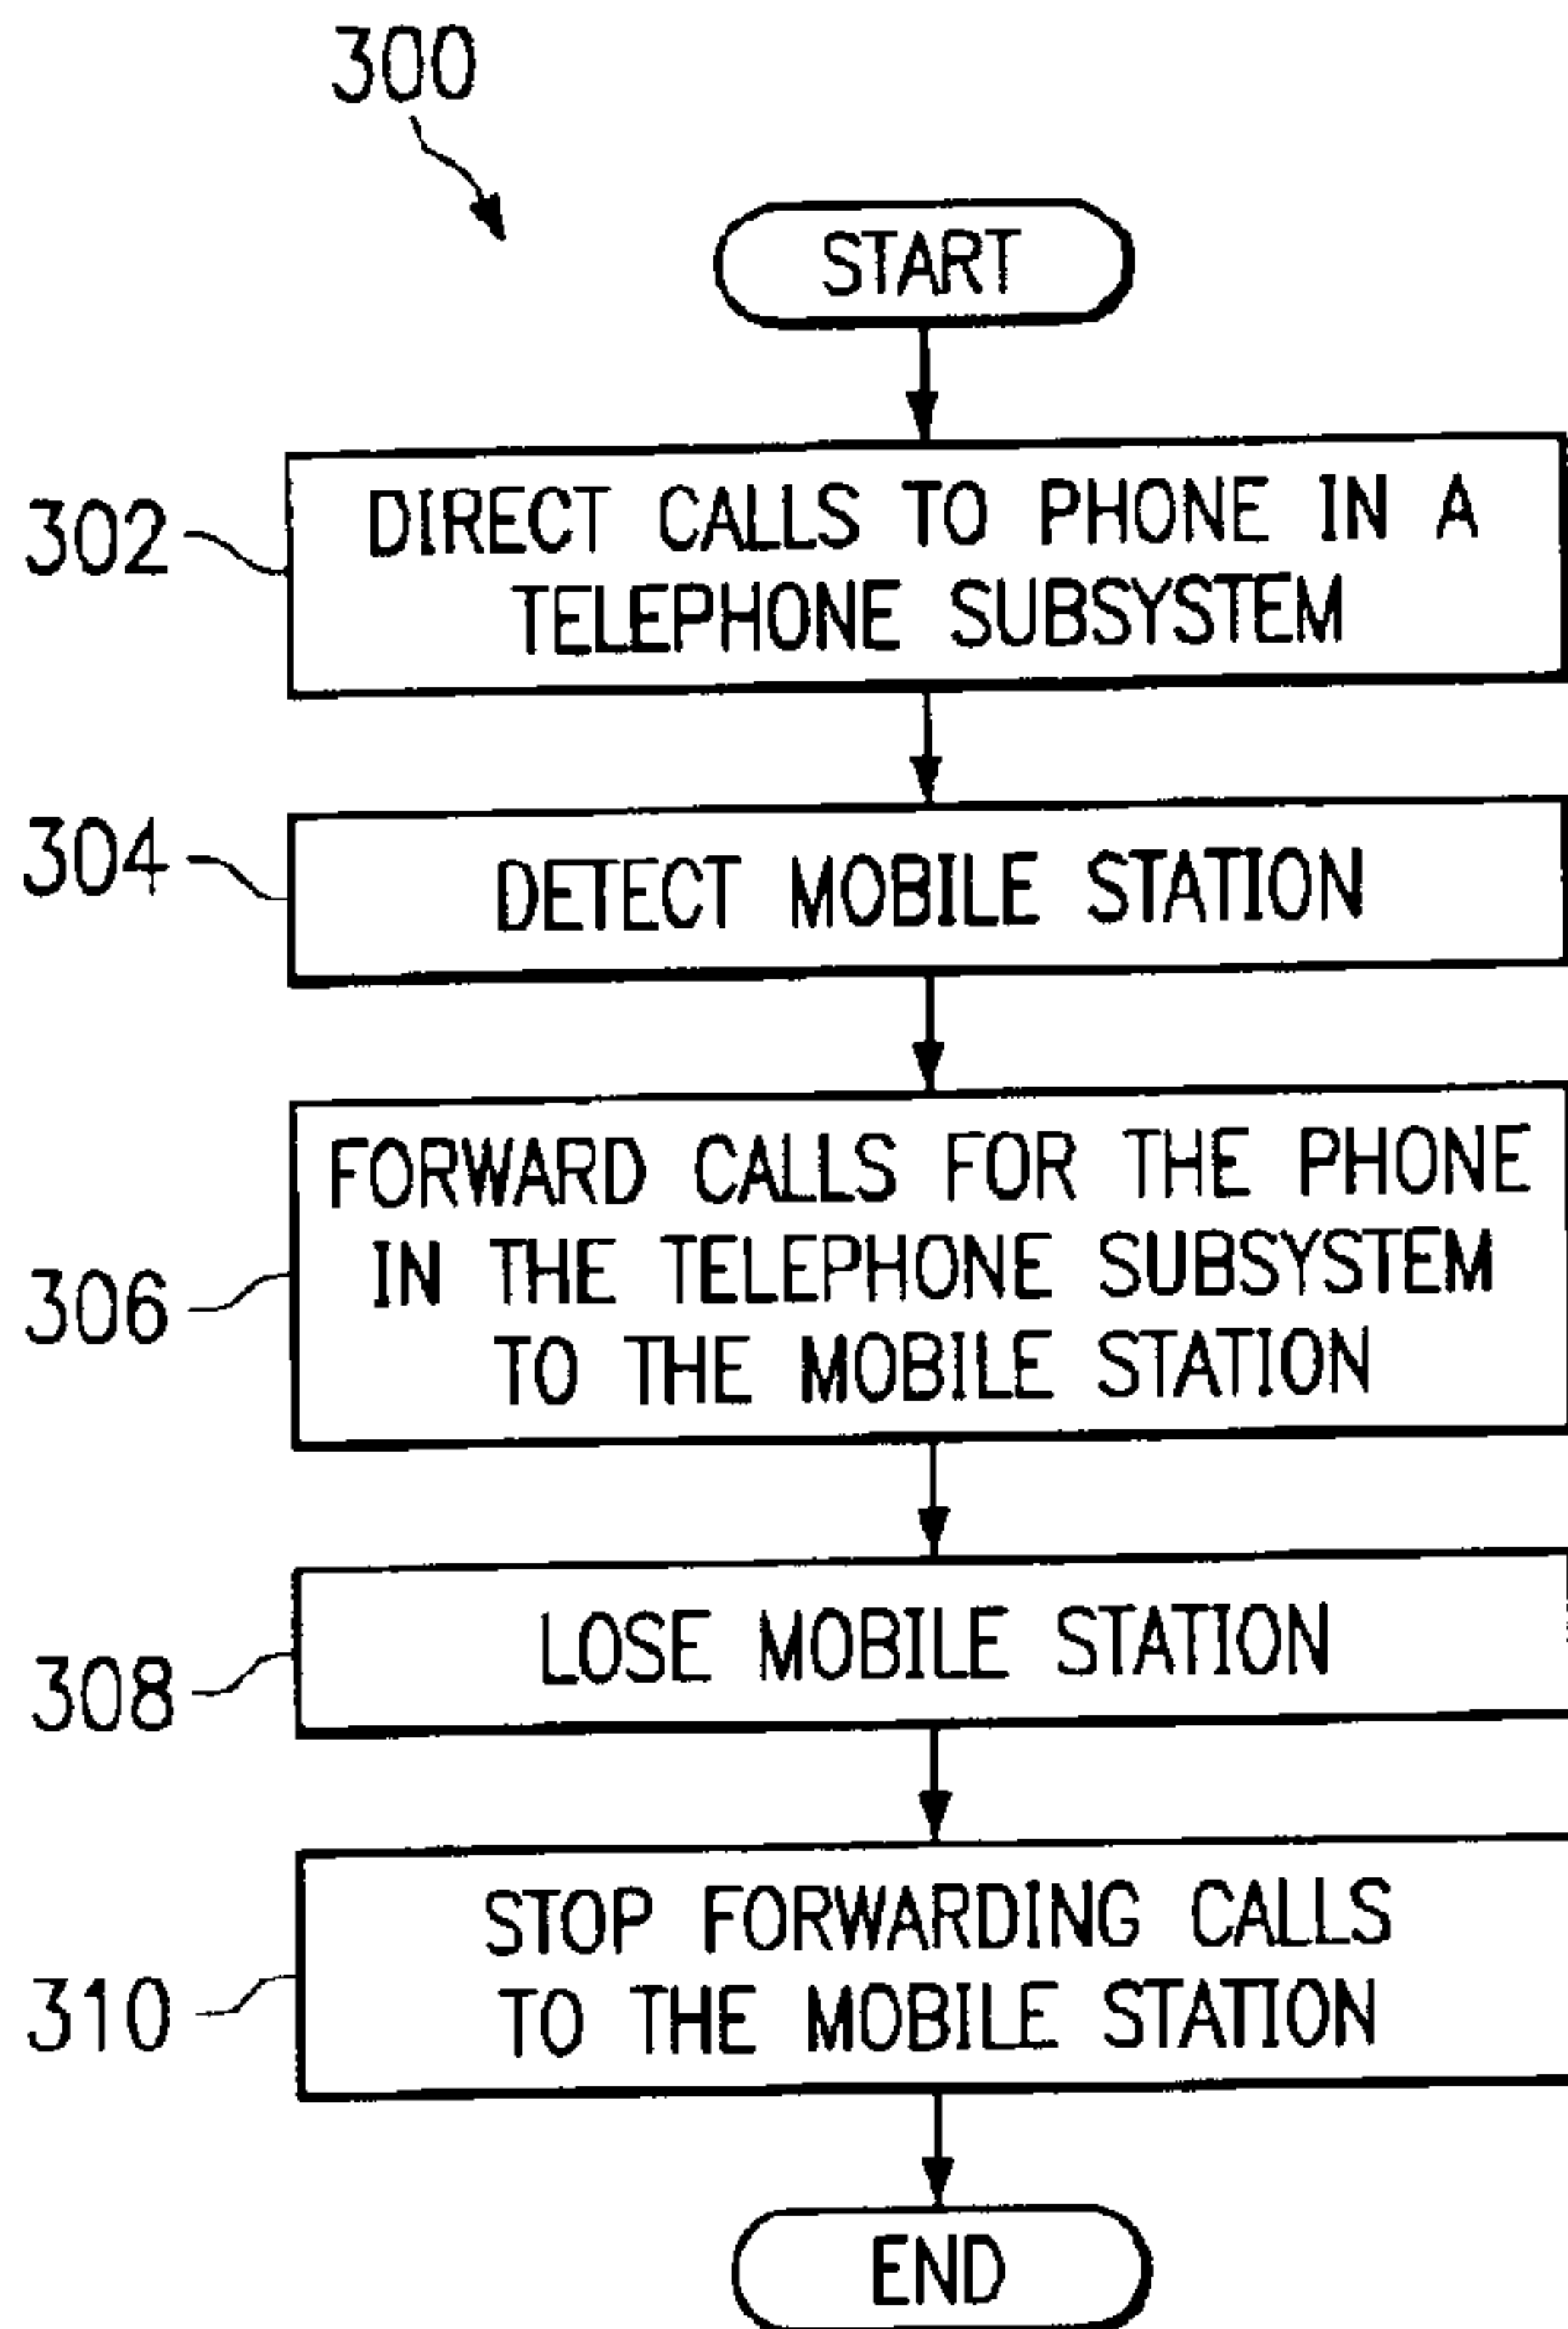 300
START
302
DIRECT CALLS TO PHONE IN A
TELEPHONE SUBSYSTEM
304
DETECT MOBILE STATION
306
FORWARD CALLS FOR THE PHONE
IN THE TELEPHONE SUBSYSTEM
TO THE MOBILE STATION
308
LOSE MOBILE STATION
310
STOP FORWARDING CALLS
TO THE MOBILE STATION
END